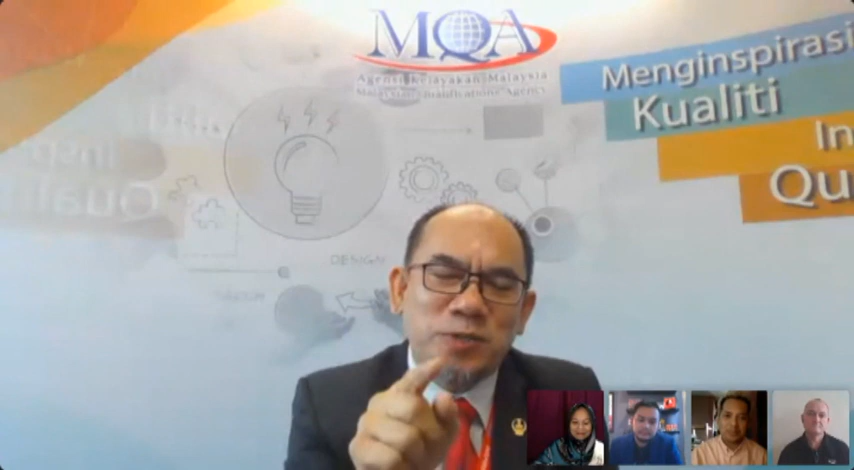 MQA
Agensi Kelayakan Malaysia
Malaysian Qualifications Agency
Menginspirasi
Kualiti
In
Qu
DESIGN